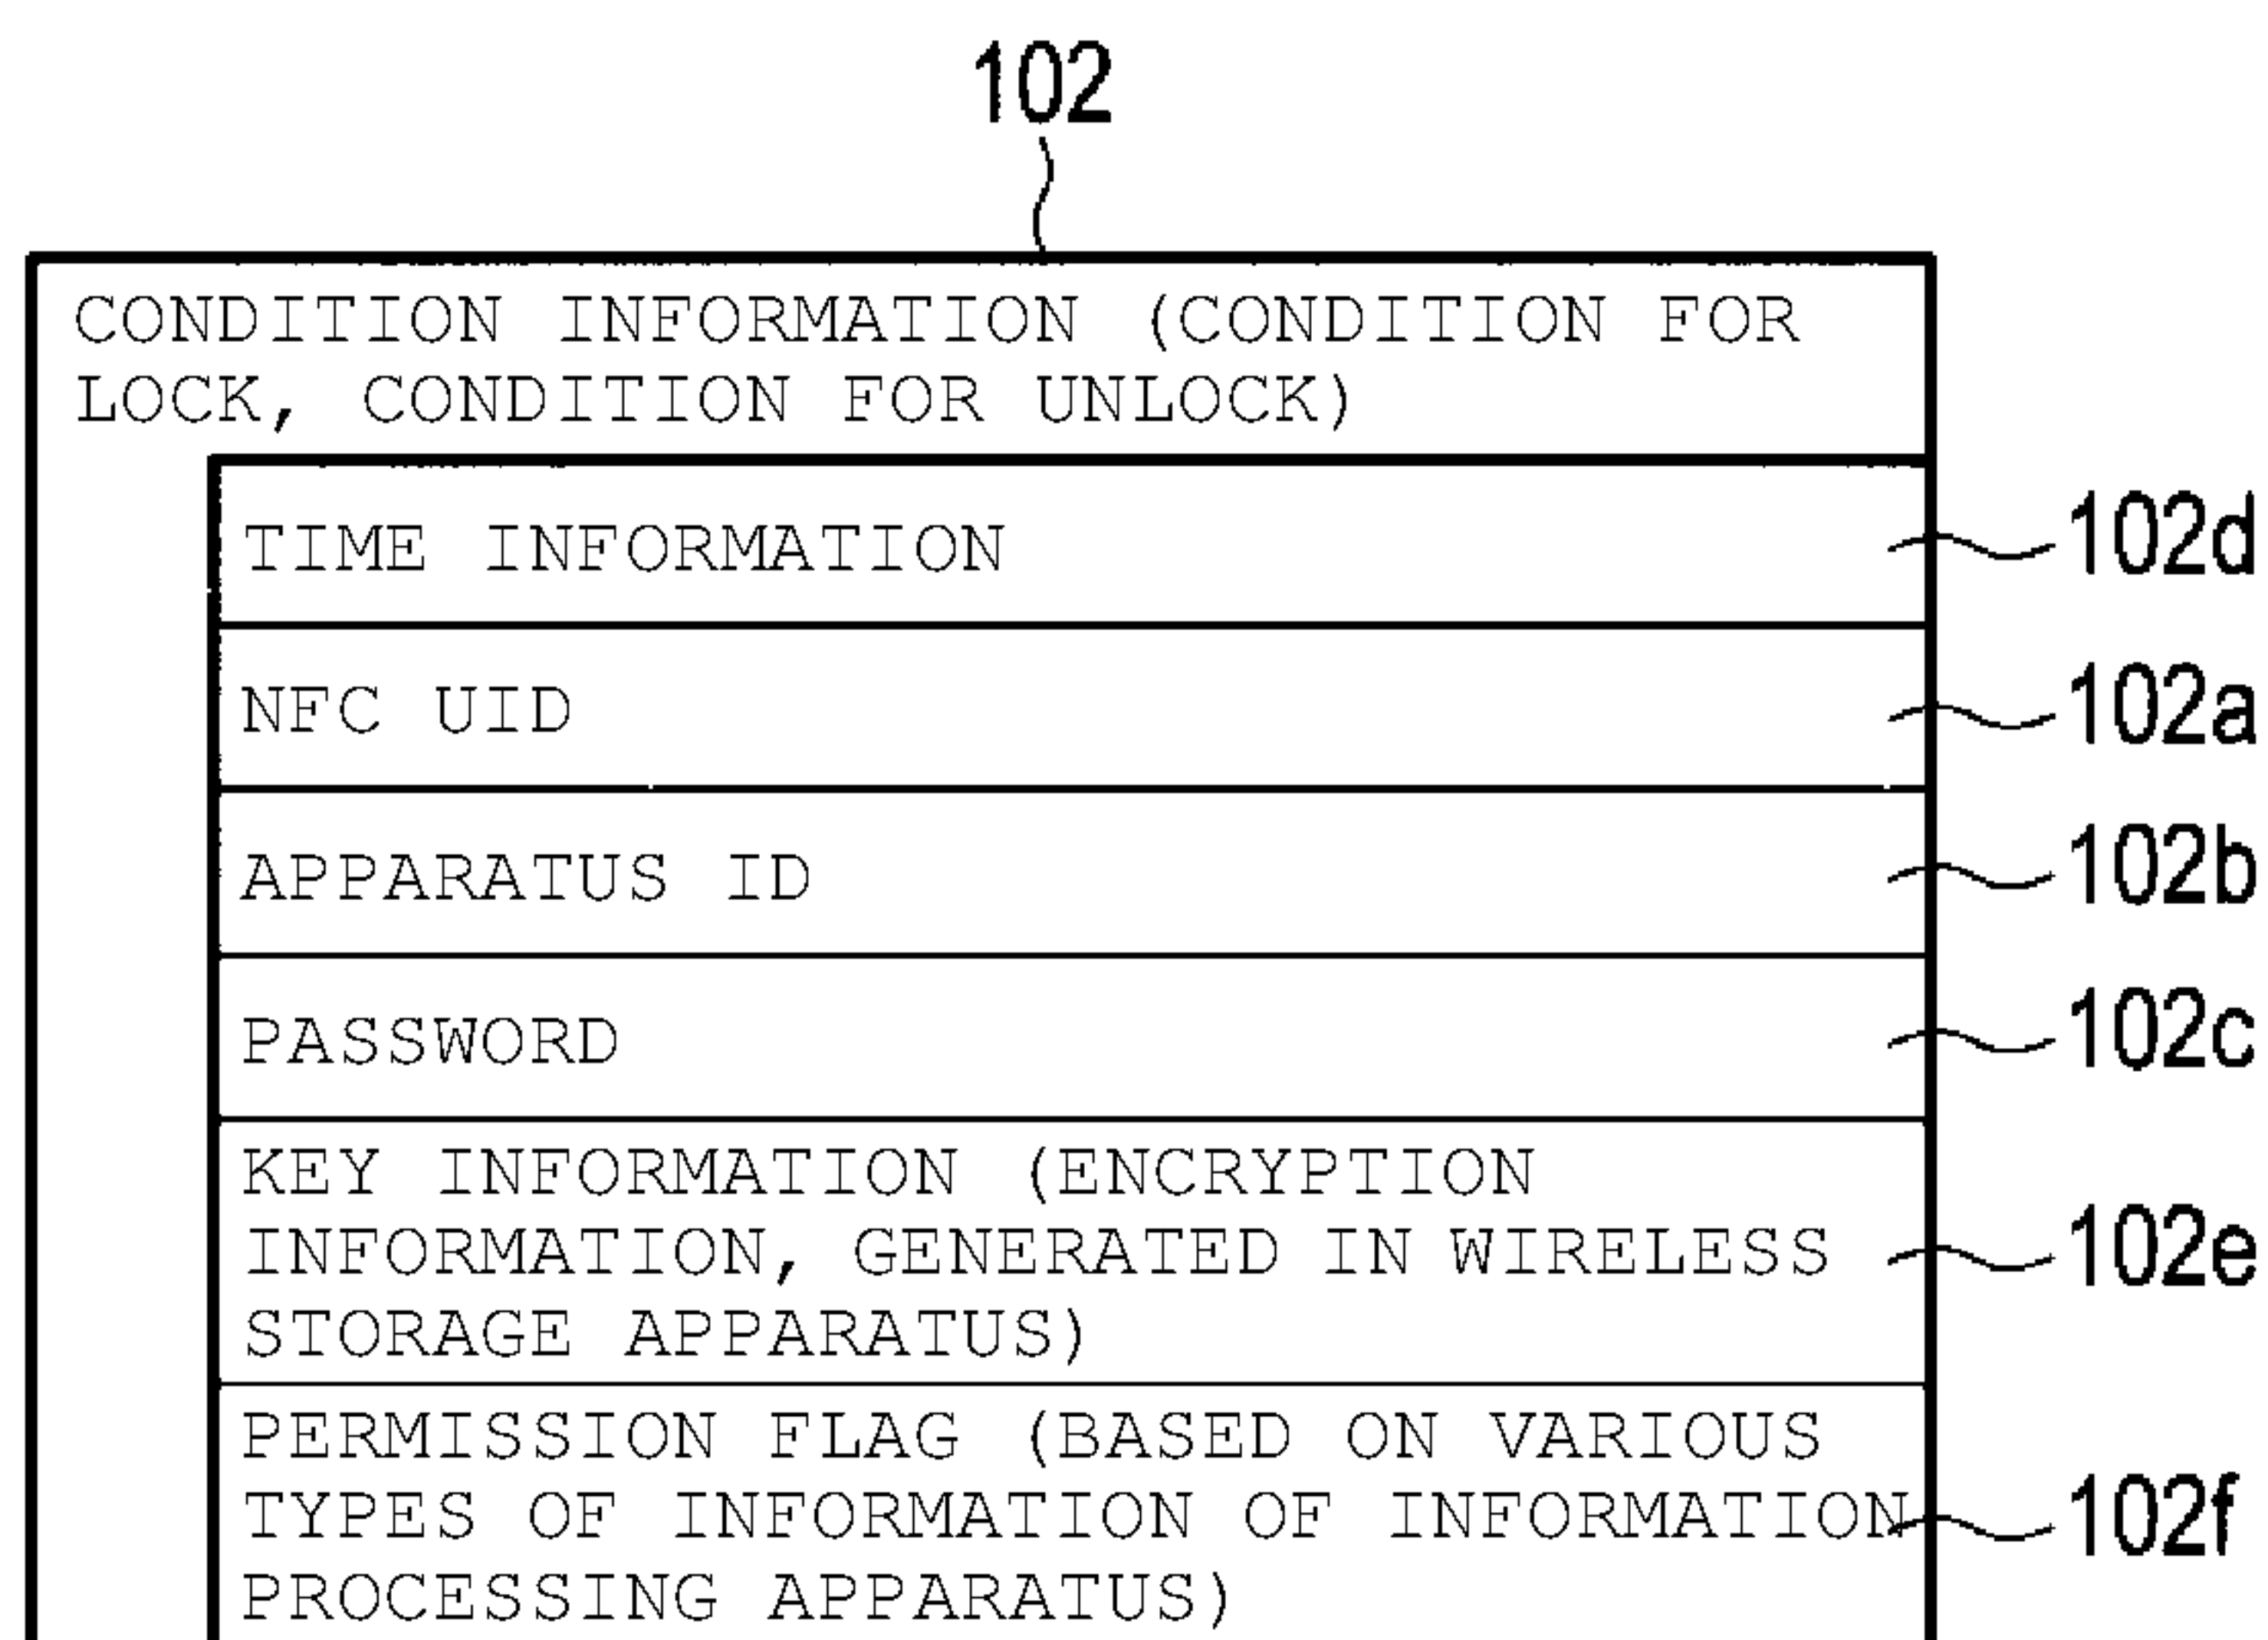 102
CONDITION INFORMATION (CONDITION FOR
LOCK, CONDITION FOR UNLOCK)
TIME INFORMATION
102d
NFC UID
102a
APPARATUS ID
102b
PASSWORD
102c
KEY INFORMATION (ENCRYPTION
INFORMATION, GENERATED IN WIRELESS
STORAGE APPARATUS)
102e
PERMISSION FLAG (BASED ON VARIOUS
TYPES OF INFORMATION OF INFORMATION
PROCESSING APPARATUS)
102f